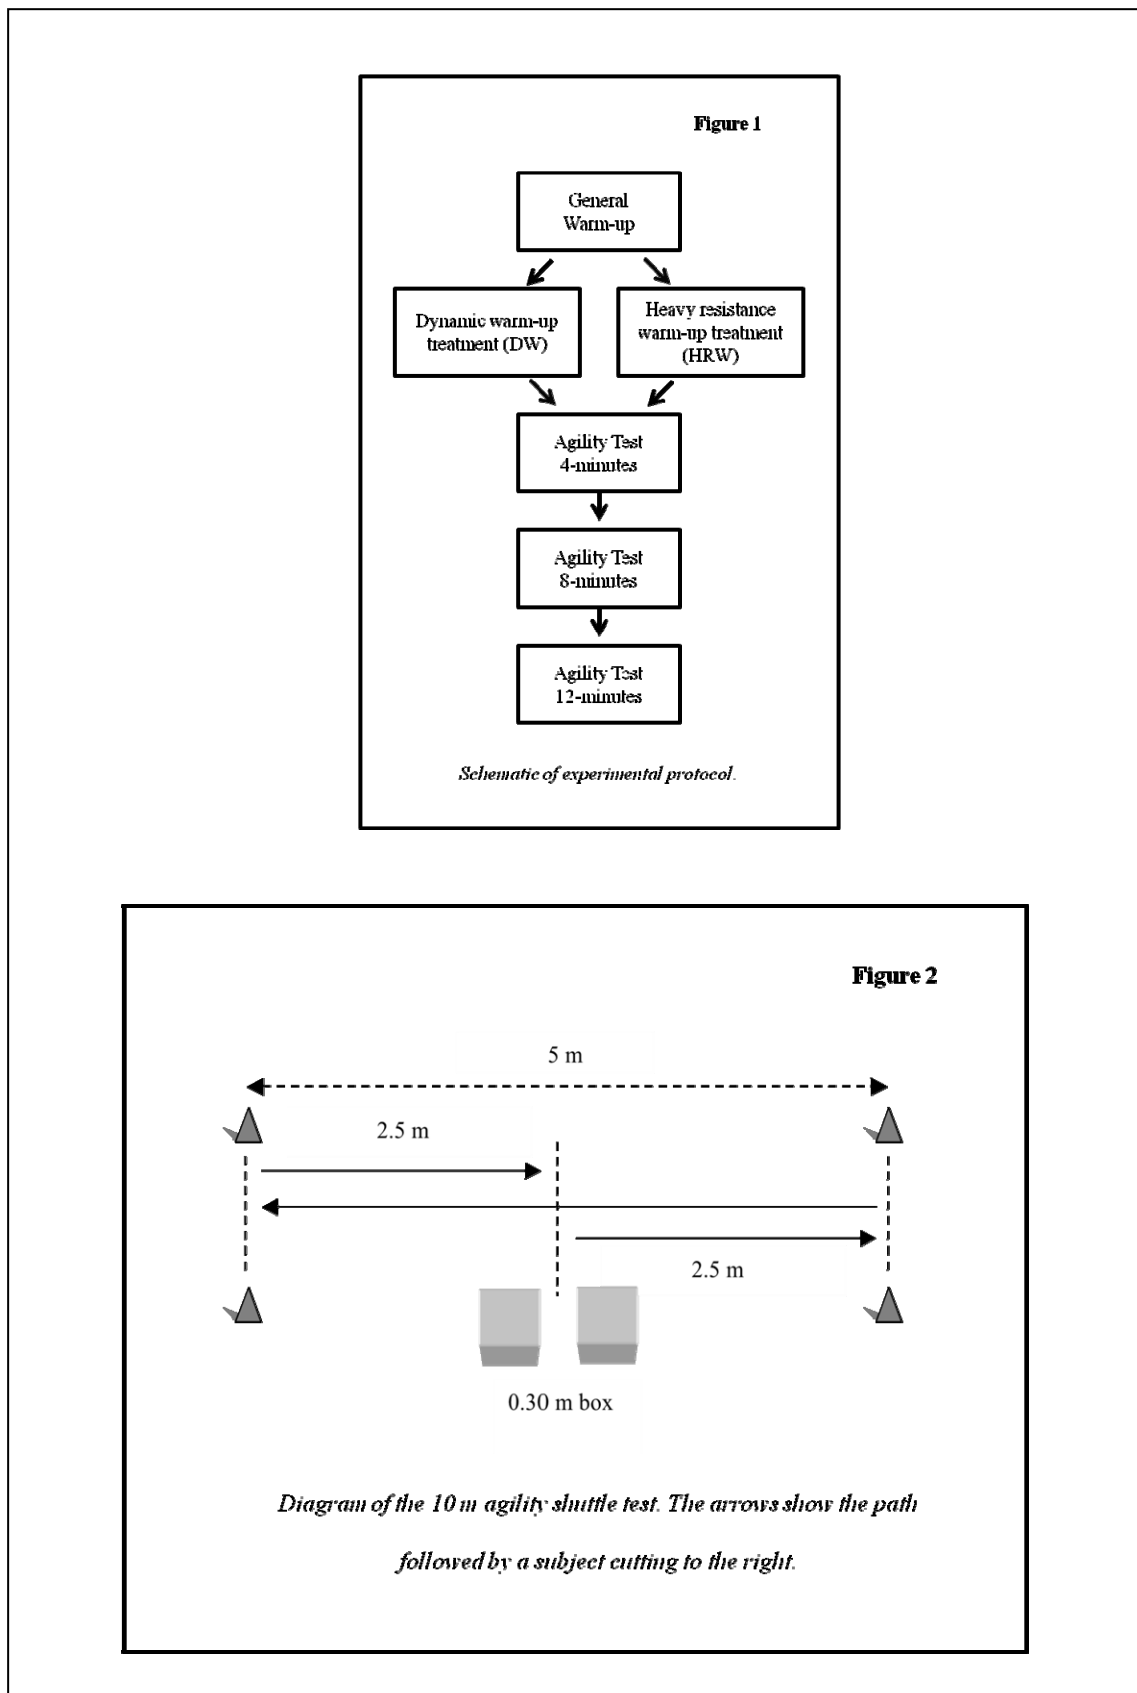 Figure 1
General
Warm-up
Dynamic warm-up
treatment (DW)
Heavy resistance
warm-up treatment
(HRW)
Agility Test
4-minutes
Agility Test
8-minutes
Agility Test
12-minutes
Schematic of experimental protocol.
Figure 2
5 m
2.5 m
2.5 m
0.30 m box
Diagram of the 10 m agility shuttle test. The arrows show the path
followed by a subject cutting to the right.